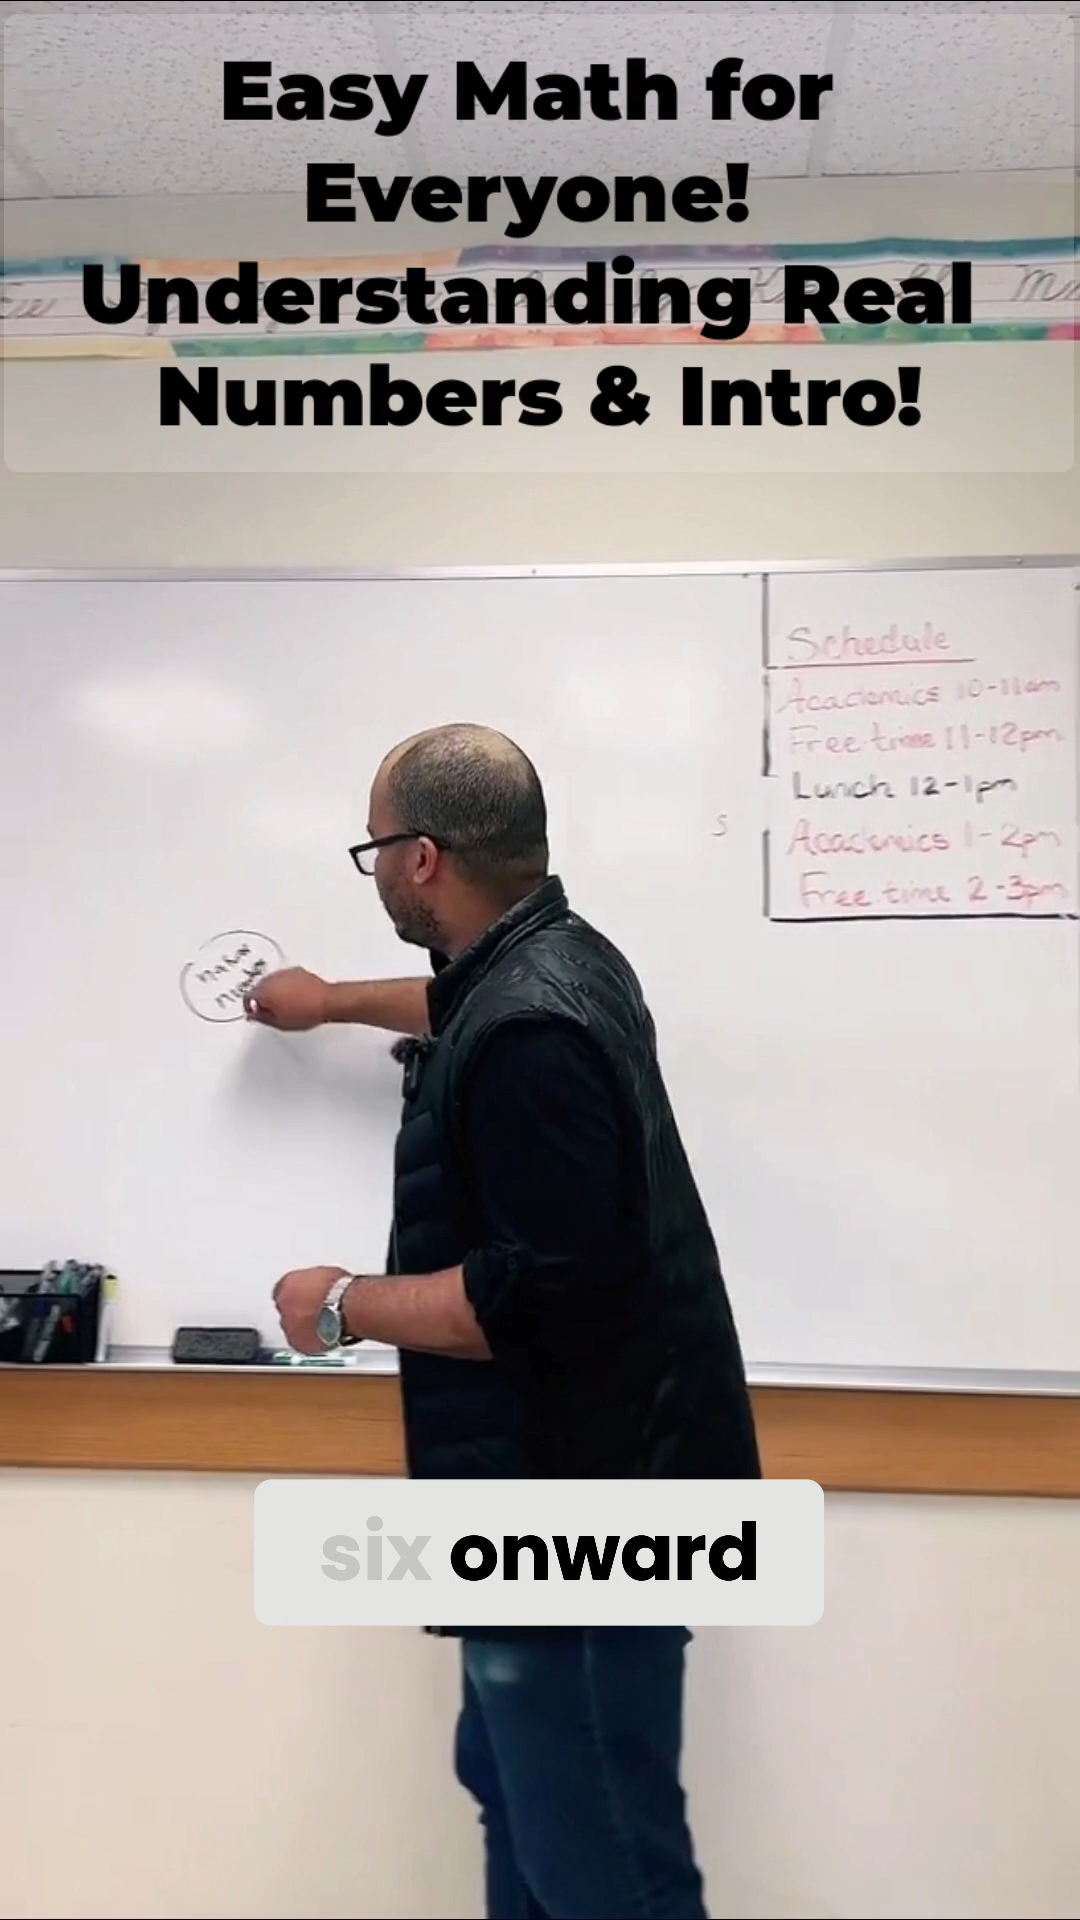 Easy Math for
Everyone!
Understanding Real
Numbers & Intro!
Schedule
Academics 10-11am
Free time 11-12pm
Lunch 12-1pm
S
Academics 1-2pm
Free time 2-3pm
six onward